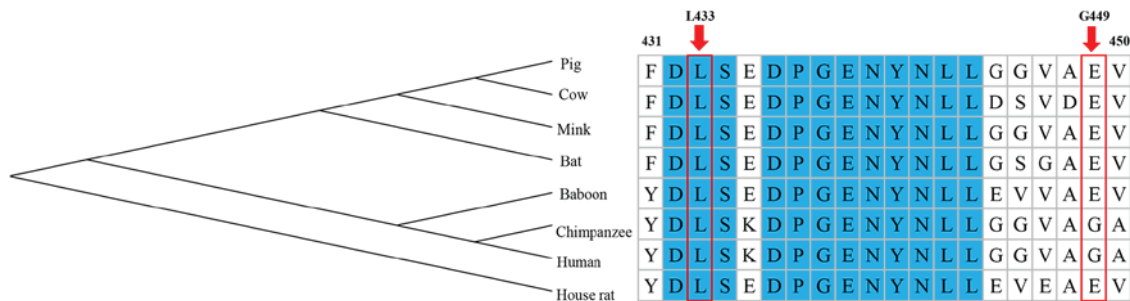 L433 G449
431 450
Pig F D L S E D P G E N Y N L L G G V A E V
Cow F D L S E D P G E N Y N L L D S V D E V
Mink F D L S E D P G E N Y N L L G G V A E V
Bat F D L S E D P G E N Y N L L G S G A E V
Baboon Y D L S E D P G E N Y N L L E V V A E V
Chimpanzee Y D L S K D P G E N Y N L L G G V A G A
Human Y D L S K D P G E N Y N L L G G V A G A
House rat Y D L S E D P G E N Y N L L E V E A E V